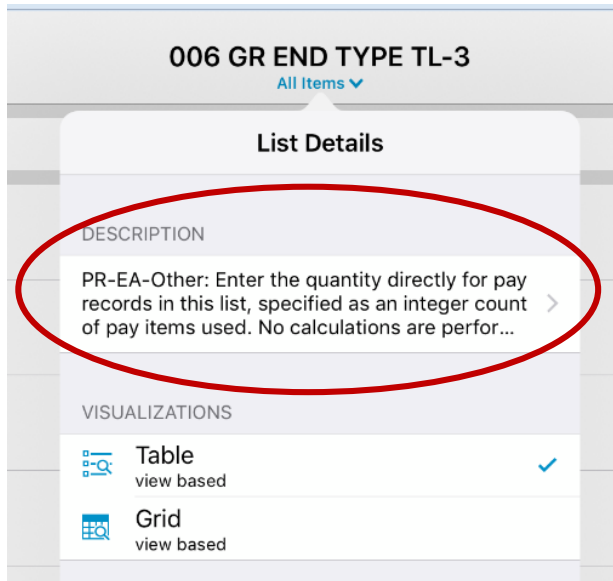 006 GR END TYPE TL-3
All Items
List Details
DESCRIPTION
PR-EA-Other: Enter the quantity directly for pay
records in this list, specified as an integer count
of pay items used. No calculations are perfor...
VISUALIZATIONS
Table
view based
Grid
view based